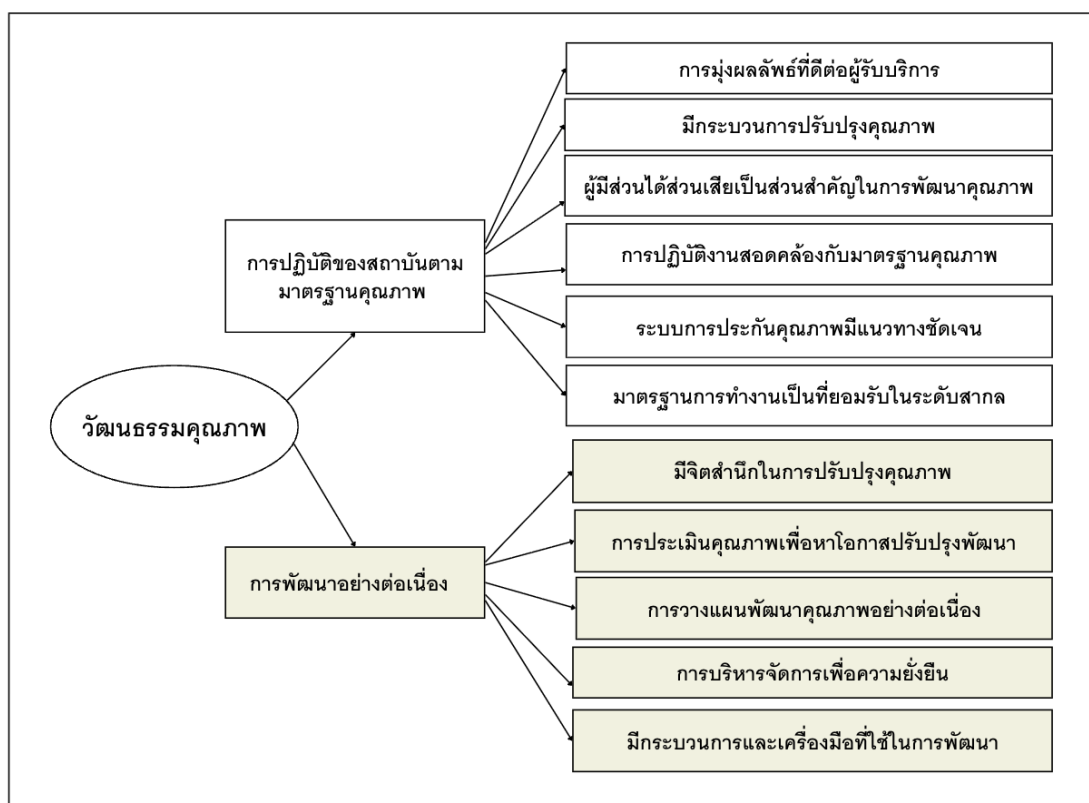 วัฒนธรรมคุณภาพ
การปฏิบัติของสถาบันตาม
มาตรฐานคุณภาพ
การมุ่งผลลัพธ์ที่ดีต่อผู้รับบริการ
มีกระบวนการปรับปรุงคุณภาพ
ผู้มีส่วนได้ส่วนเสียเป็นส่วนสำคัญในการพัฒนาคุณภาพ
การปฏิบัติงานสอดคล้องกับมาตรฐานคุณภาพ
ระบบการประกันคุณภาพมีแนวทางชัดเจน
มาตรฐานการทำงานเป็นที่ยอมรับในระดับสากล
การพัฒนาอย่างต่อเนื่อง
มีจิตสำนึกในการปรับปรุงคุณภาพ
การประเมินคุณภาพเพื่อหาโอกาสปรับปรุงพัฒนา
การวางแผนพัฒนาคุณภาพอย่างต่อเนื่อง
การบริหารจัดการเพื่อความยั่งยืน
มีกระบวนการและเครื่องมือที่ใช้ในการพัฒนา